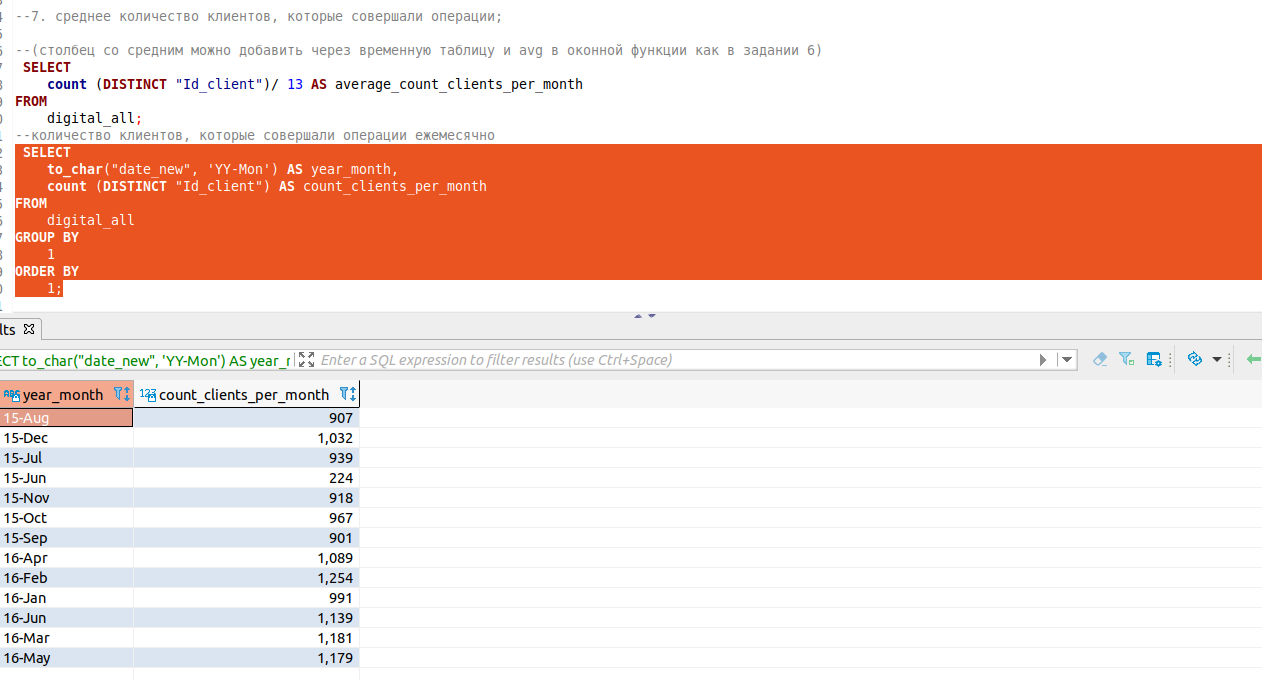 --7. среднее количество клиентов, которые совершали операции;
--(столбец со средним можно добавить через временную таблицу и avg в оконной функции как в задании 6)
SELECT
count (DISTINCT "Id_client")/ 13 AS average_count_clients_per_month
FROM
digital_all;
--количество клиентов, которые совершали операции ежемесячно
SELECT
to_char("date_new", 'YY-Mon') AS year_month,
count (DISTINCT "Id_client") AS count_clients_per_month
FROM
digital_all
GROUP BY
1
ORDER BY
1;
lts
ECT to_char("date_new", 'YY-Mon') AS year_r Enter a SQL expression to filter results (use Ctrl+Space)
ABC year_month 123 count_clients_per_month
15-Aug 907
15-Dec 1,032
15-Jul 939
15-Jun 224
15-Nov 918
15-Oct 967
15-Sep 901
16-Apr 1,089
16-Feb 1,254
16-Jan 991
16-Jun 1,139
16-Mar 1,181
16-May 1,179